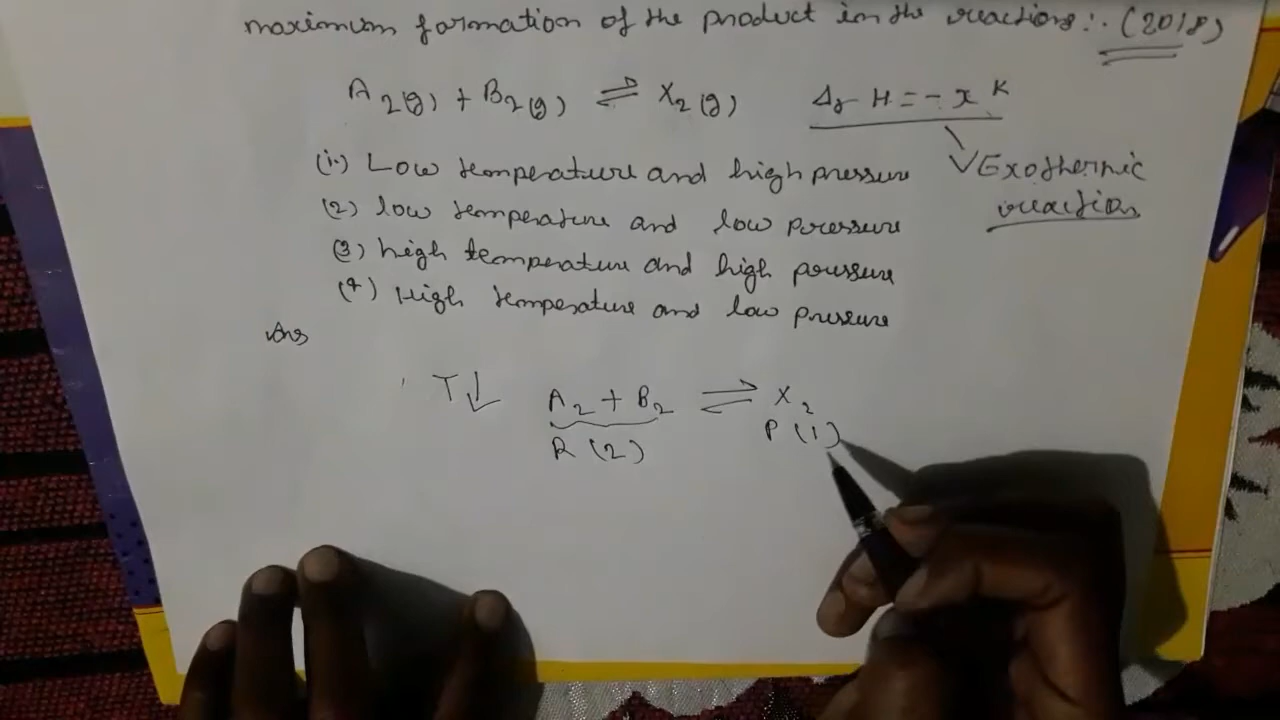 maximum formation of the product in the reactions:. (2018)
A2(g) + B2(g) ⇌ X2(g) ΔrH = - x K
(1.) Low temperature and high pressure
Exothermic reaction
(2) low temperature and low pressure
(3) high temperature and high pressure
(4) High temperature and low pressure
Ans
T↓ A2 + B2 ⇌ X2
R (2) P (1)